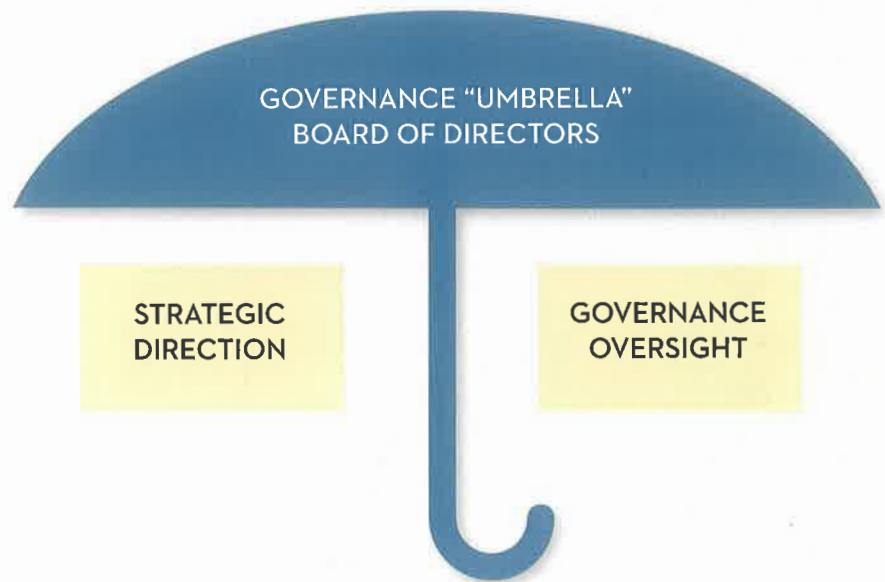 GOVERNANCE “UMBRELLA”
BOARD OF DIRECTORS
STRATEGIC
DIRECTION
GOVERNANCE
OVERSIGHT